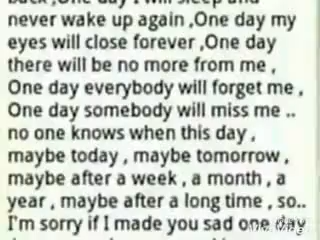 never wake up again ,One day my
eyes will close forever ,One day
there will be no more from me ,
One day everybody will forget me ,
One day somebody will miss me ..
no one knows when this day ,
maybe today , maybe tomorrow ,
maybe after a week , a month , a
year , maybe after a long time , so..
I'm sorry if I made you sad one day